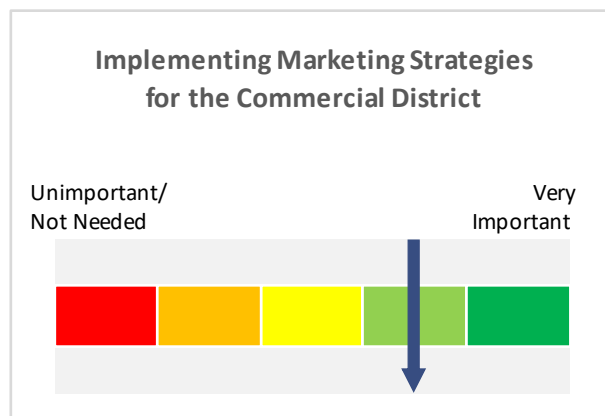 Implementing Marketing Strategies
for the Commercial District
Unimportant/
Not Needed
Very
Important